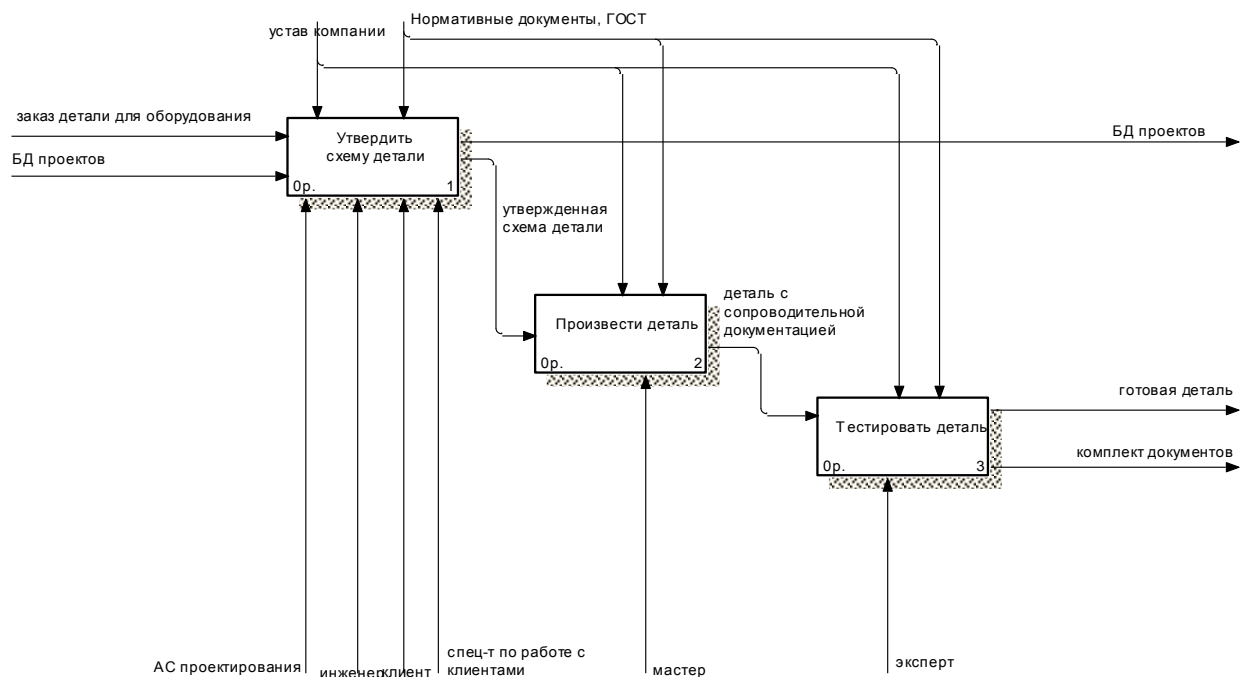 Нормативные документы, ГОСТ
устав компании
заказ детали для оборудования
БД проектов
Утвердить
схему детали
0р. 1
БД проектов
утвержденная
схема детали
Произвести деталь
0р. 2
деталь с
сопроводительной
документацией
Тестировать деталь
0р. 3
готовая деталь
комплект документов
АС проектирования
инженер
клиент
спец-т по работе с
клиентами
мастер
эксперт